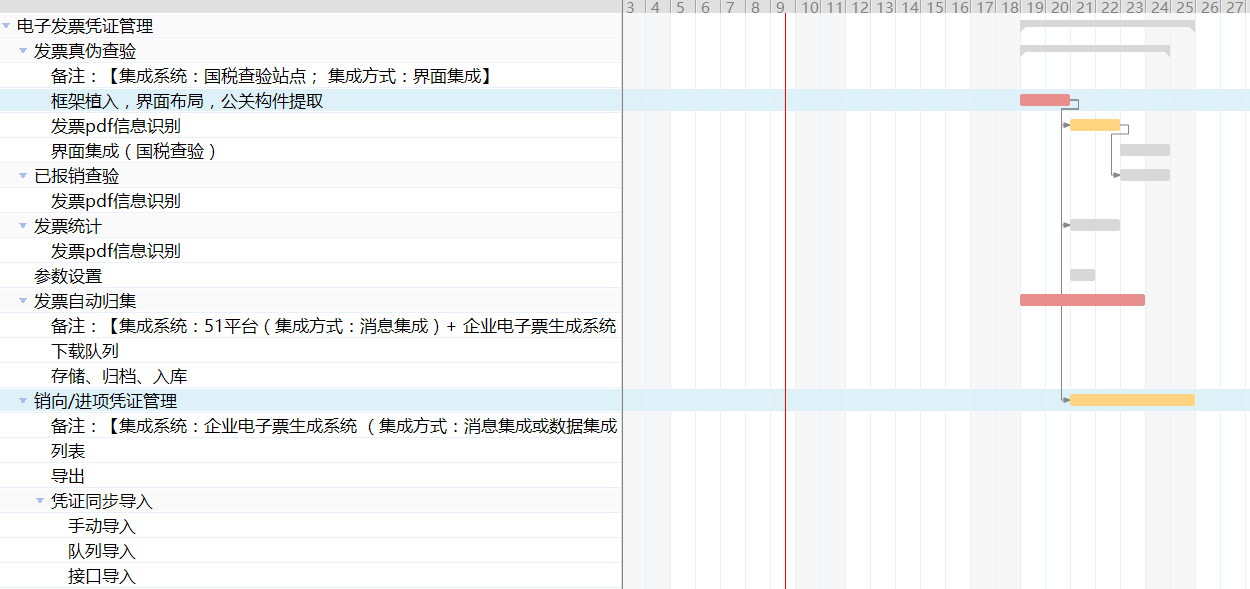 3 4 5 6 7 8 9 10 11 12 13 14 15 16 17 18 19 20 21 22 23 24 25 26 27
电子发票凭证管理
发票真伪查验
备注：【集成系统：国税查验站点； 集成方式：界面集成】
框架植入，界面布局，公关构件提取
发票pdf信息识别
界面集成（国税查验）
已报销查验
发票pdf信息识别
发票统计
发票pdf信息识别
参数设置
发票自动归集
备注：【集成系统：51平台（集成方式：消息集成）+ 企业电子票生成系统
下载队列
存储、归档、入库
销向/进项凭证管理
备注：【集成系统：企业电子票生成系统 （集成方式：消息集成或数据集成
列表
导出
凭证同步导入
手动导入
队列导入
接口导入